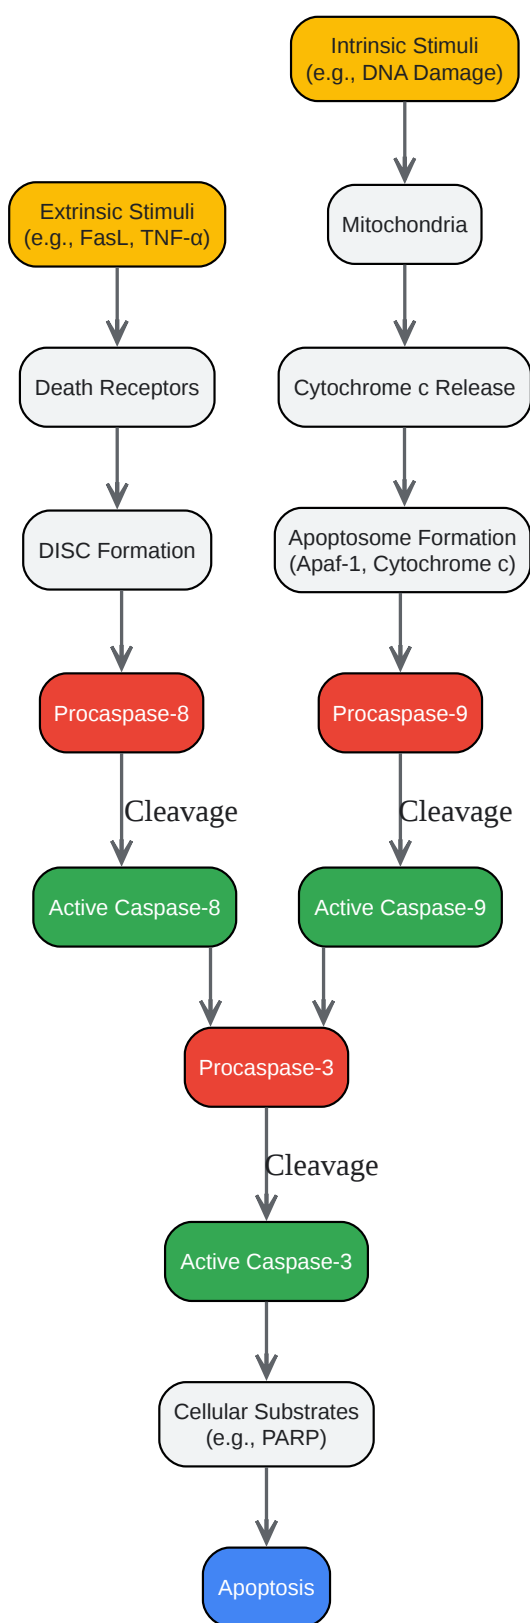 Intrinsic Stimuli
(e.g., DNA Damage)
Mitochondria
Extrinsic Stimuli
(e.g., FasL, TNF-α)
Death Receptors
Cytochrome c Release
DISC Formation
Apoptosome Formation
(Apaf-1, Cytochrome c)
Procaspase-8
Procaspase-9
Cleavage
Cleavage
Active Caspase-8
Active Caspase-9
Procaspase-3
Cleavage
Active Caspase-3
Cellular Substrates
(e.g., PARP)
Apoptosis